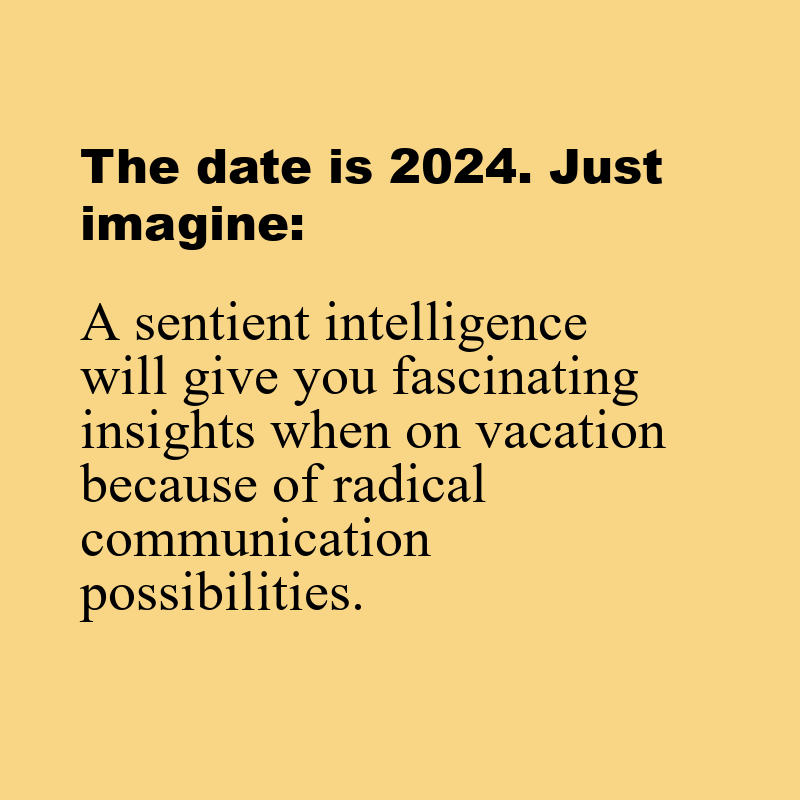 The date is 2024. Just
imagine:
A sentient intelligence
will give you fascinating
insights when on vacation
because of radical
communication
possibilities.